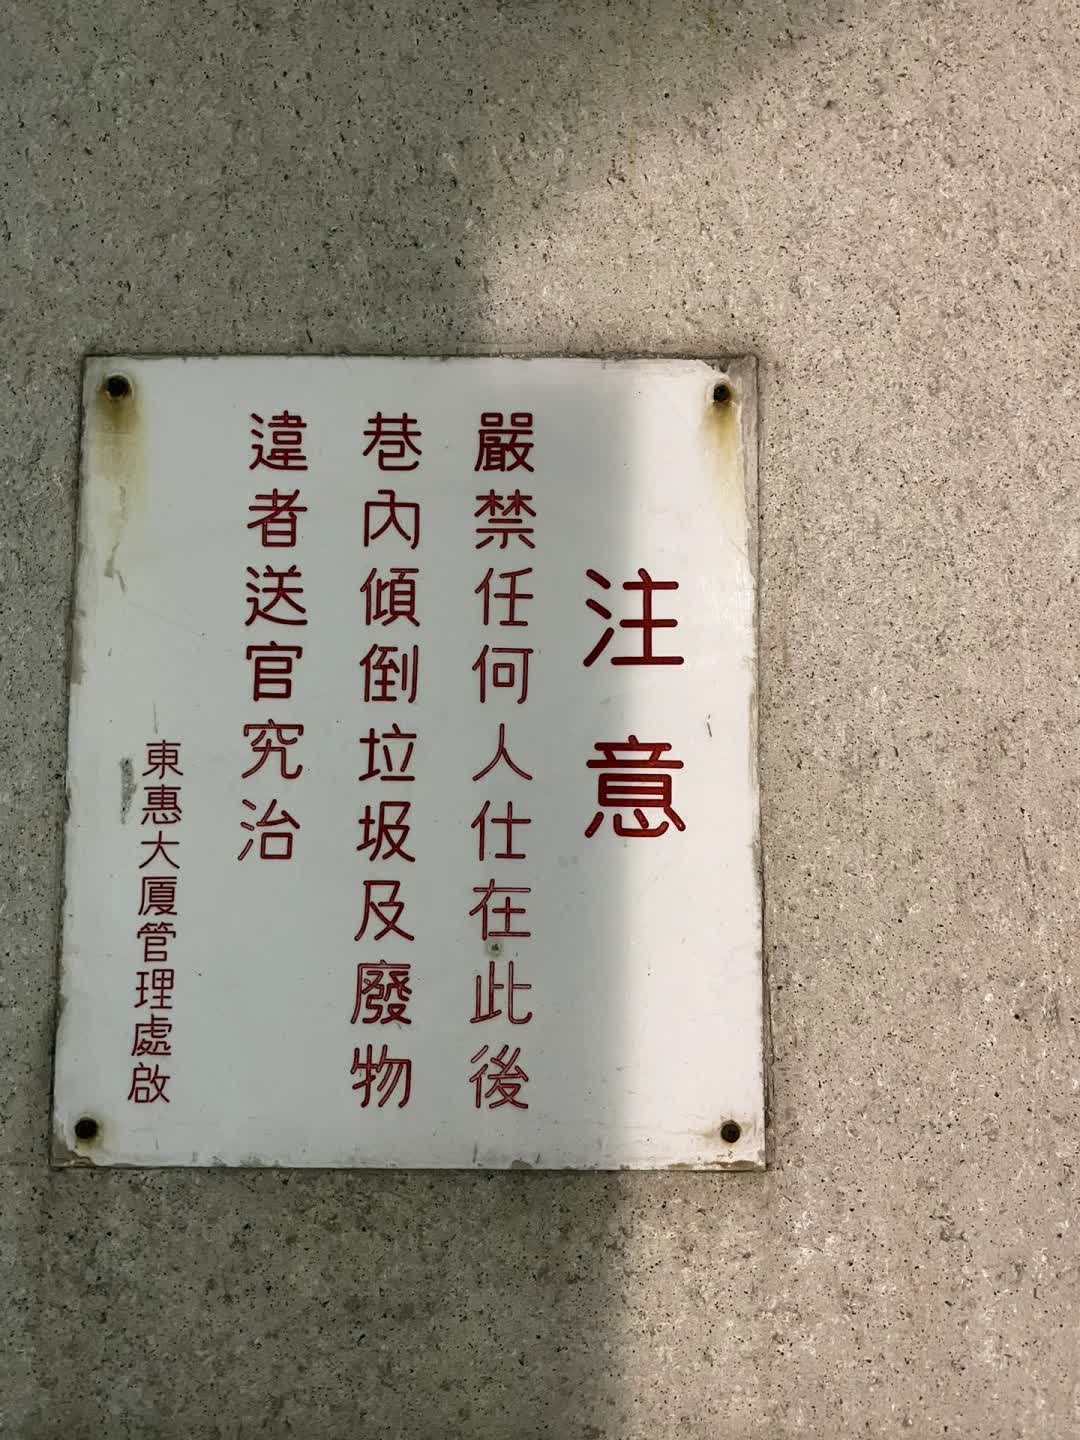 注意
嚴禁任何人仕在此後
巷內傾倒垃圾及廢物
違者送官究治
東惠大厦管理處啟